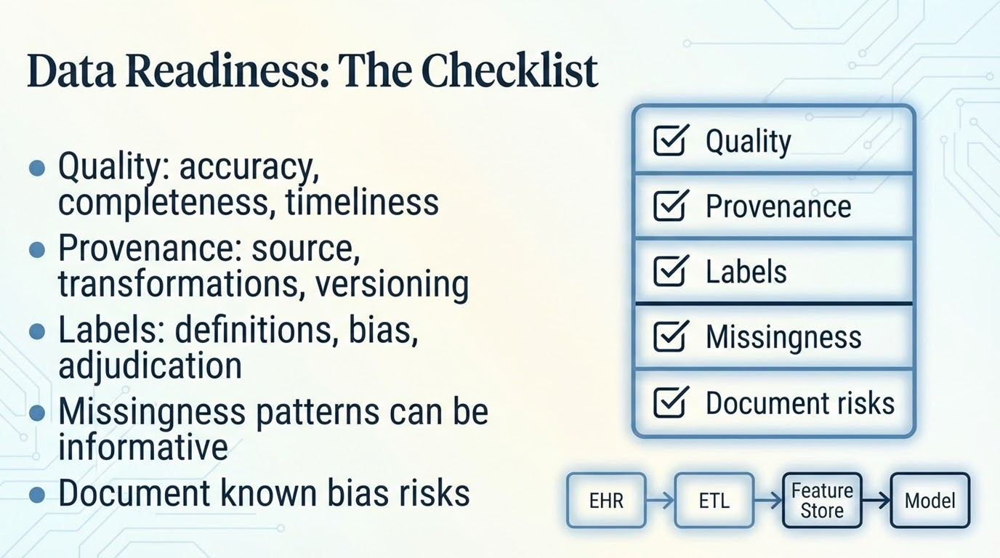 Data Readiness: The Checklist
Quality: accuracy,
completeness, timeliness
Provenance: source,
transformations, versioning
Labels: definitions, bias,
adjudication
Missingness patterns can be
informative
Document known bias risks
Quality
Provenance
Labels
Missingness
Document risks
EHR
ETL
Feature
Store
Model